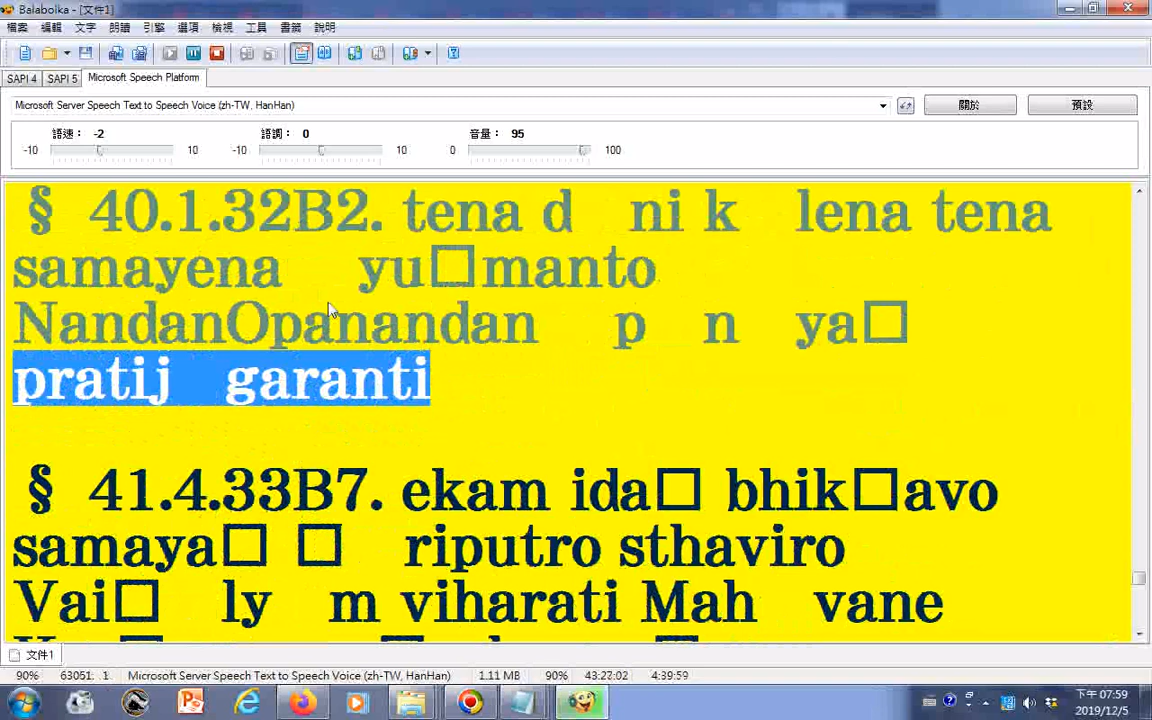 Balabolka - [文件1]
檔案 編輯 文字 朗讀 引擎 選項 檢視 工具 書籤 說明
SAPI 4 SAPI 5 Microsoft Speech Platform
Microsoft Server Speech Text to Speech Voice (zh-TW, HanHan) 關於 預設
語速： -2 語調： 0 音量： 95
-10 10 -10 10 0 100
§ 40.1.32B2. tena d ni k lena tena
samayena yu□manto
NandanOpanandan p n ya□
pratij garanti
§ 41.4.33B7. ekam ida□ bhik□avo
samaya□ □ riputro sthaviro
Vai□ ly m viharati Mah vane
文件1
90% 63051: 1 Microsoft Server Speech Text to Speech Voice (zh-TW, HanHan) 1.11 MB 90% 43:27:02 4:39:59
下午 07:59
2019/12/5